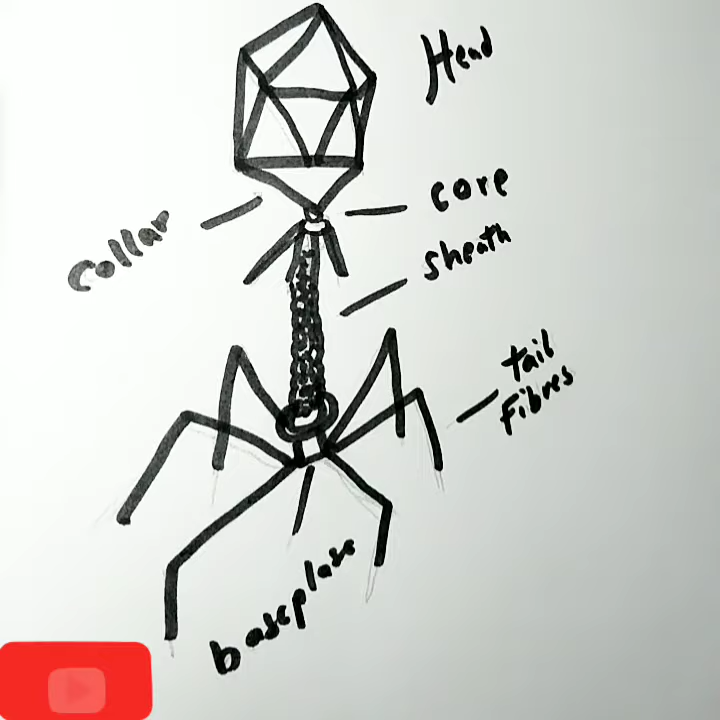 Head
core
collar
sheath
tail
fibres
baseplate